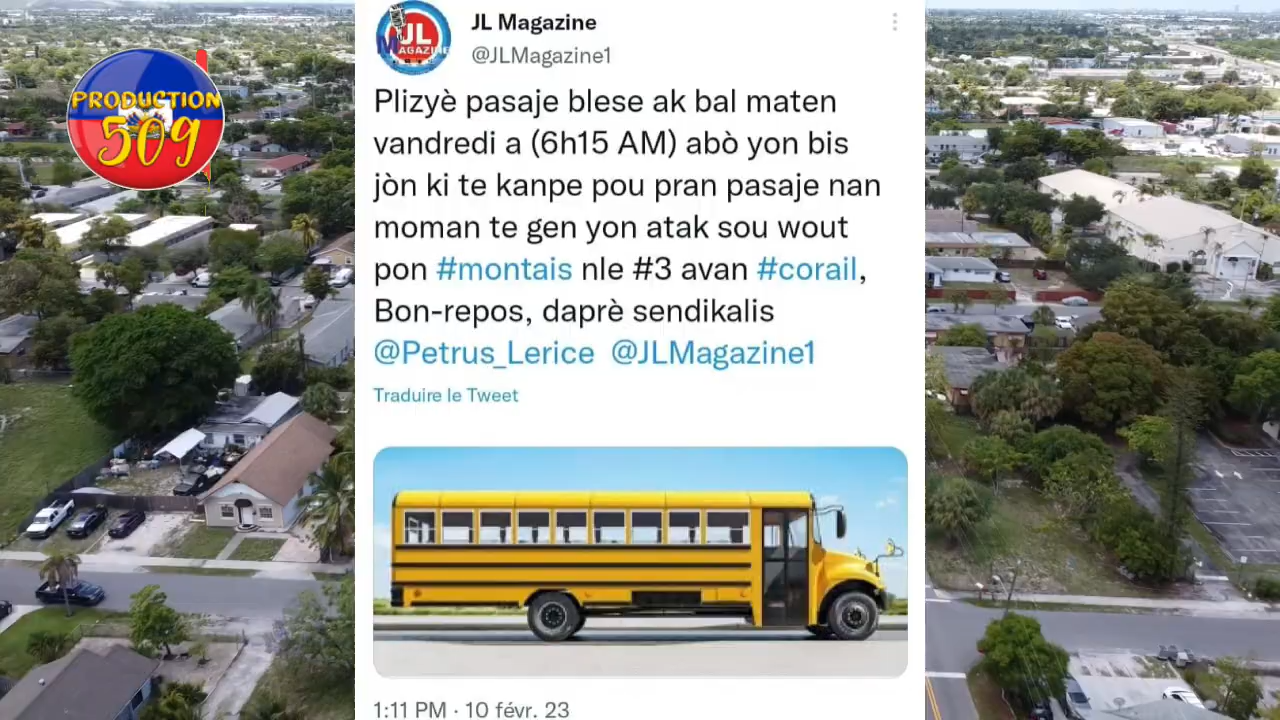 JL Magazine
@JLMagazine1
Plizyè pasaje blese ak bal maten
vandredi a (6h15 AM) abò yon bis
jòn ki te kanpe pou pran pasaje nan
moman te gen yon atak sou wout
pon #montais nle #3 avan #corail,
Bon-repos, daprè sendikalis
@Petrus_Lerice @JLMagazine1
Traduire le Tweet
1:11 PM · 10 févr. 23
PRODUCTION
509
JL
MAGAZINE